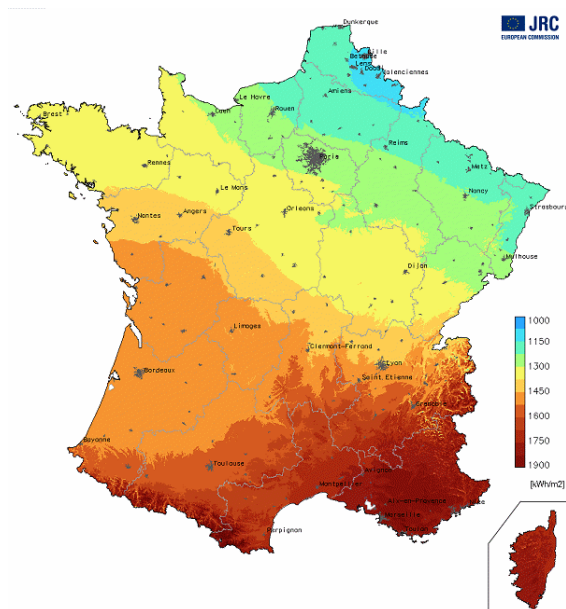 JRC
EUROPEAN COMMISSION
Dunkerque
Lille
Lens
Valenciennes
Amiens
Le Havre
Rouen
Caen
Reims
Paris
Metz
Brest
Nancy
Strasbourg
Rennes
Le Mans
Orleans
Angers
Nantes
Tours
Mulhouse
Dijon
Limoges
Clermont-Ferrand
Lyon
Saint Etienne
Bordeaux
Grenoble
Bayonne
Toulouse
Avignon
Montpellier
Aix-en-Provence
Nice
Marseille
Toulon
Perpignan
1000
1150
1300
1450
1600
1750
1900
[kWh/m2]